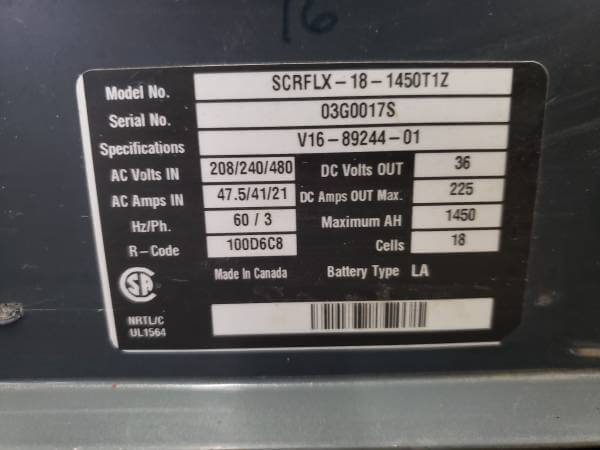 16
Model No. SCRFLX-18-1450T1Z
Serial No. 03G0017S
Specifications V16-89244-01
AC Volts IN 208/240/480 DC Volts OUT 36
AC Amps IN 47.5/41/21 DC Amps OUT Max. 225
Hz/Ph. 60 / 3 Maximum AH 1450
R-Code 100D6C8 Cells 18
SA Made in Canada Battery Type LA
NRTL/C
UL1564